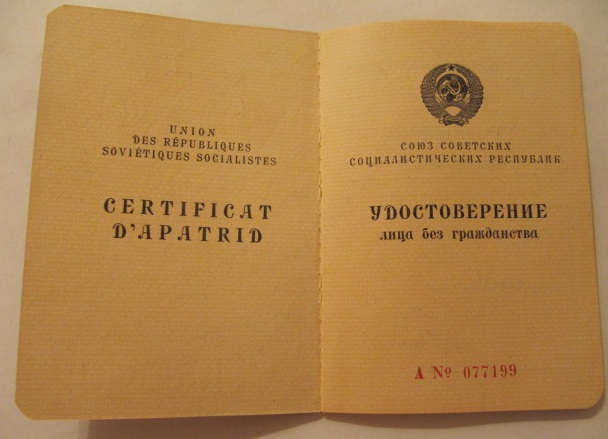 UNION
DES RÉPUBLIQUES
SOVIÉTIQUES SOCIALISTES
CERTIFICAT
D'APATRID
СОЮЗ СОВЕТСКИХ
СОЦИАЛИСТИЧЕСКИХ РЕСПУБЛИК
УДОСТОВЕРЕНИЕ
лица без гражданства
А № 077199